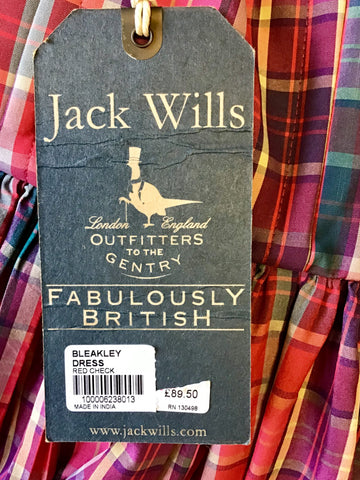 Jack Wills
London England
OUTFITTERS
TO THE
GENTRY
FABULOUSLY
BRITISH
BLEAKLEY
DRESS
RED CHECK
100006238013
MADE IN INDIA
£89.50
RN 130498
www.jackwills.com